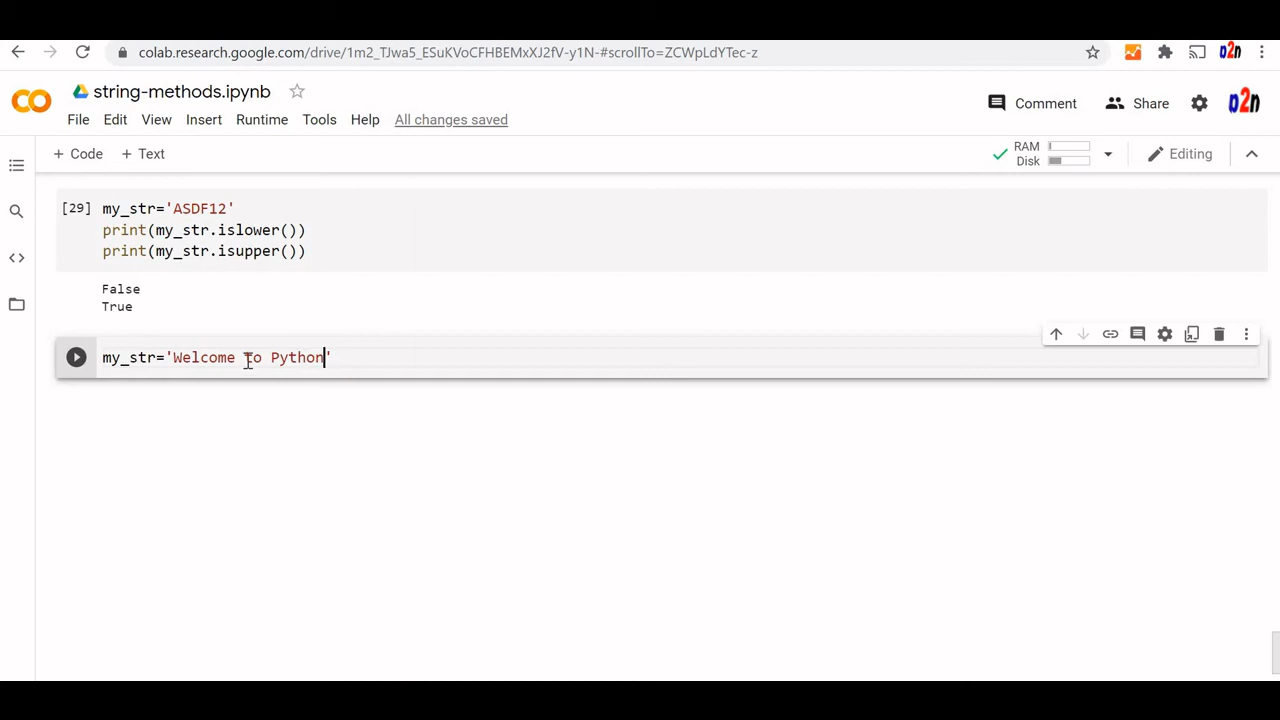 colab.research.google.com/drive/1m2_TJwa5_ESuKVoCFHBEMxXJ2fV-y1N-#scrollTo=ZCWpLdYTec-z
string-methods.ipynb
Comment Share
File Edit View Insert Runtime Tools Help All changes saved
+ Code + Text
RAM
Disk
Editing
[29] my_str='ASDF12'
print(my_str.islower())
print(my_str.isupper())
False
True
my_str='Welcome To Python'